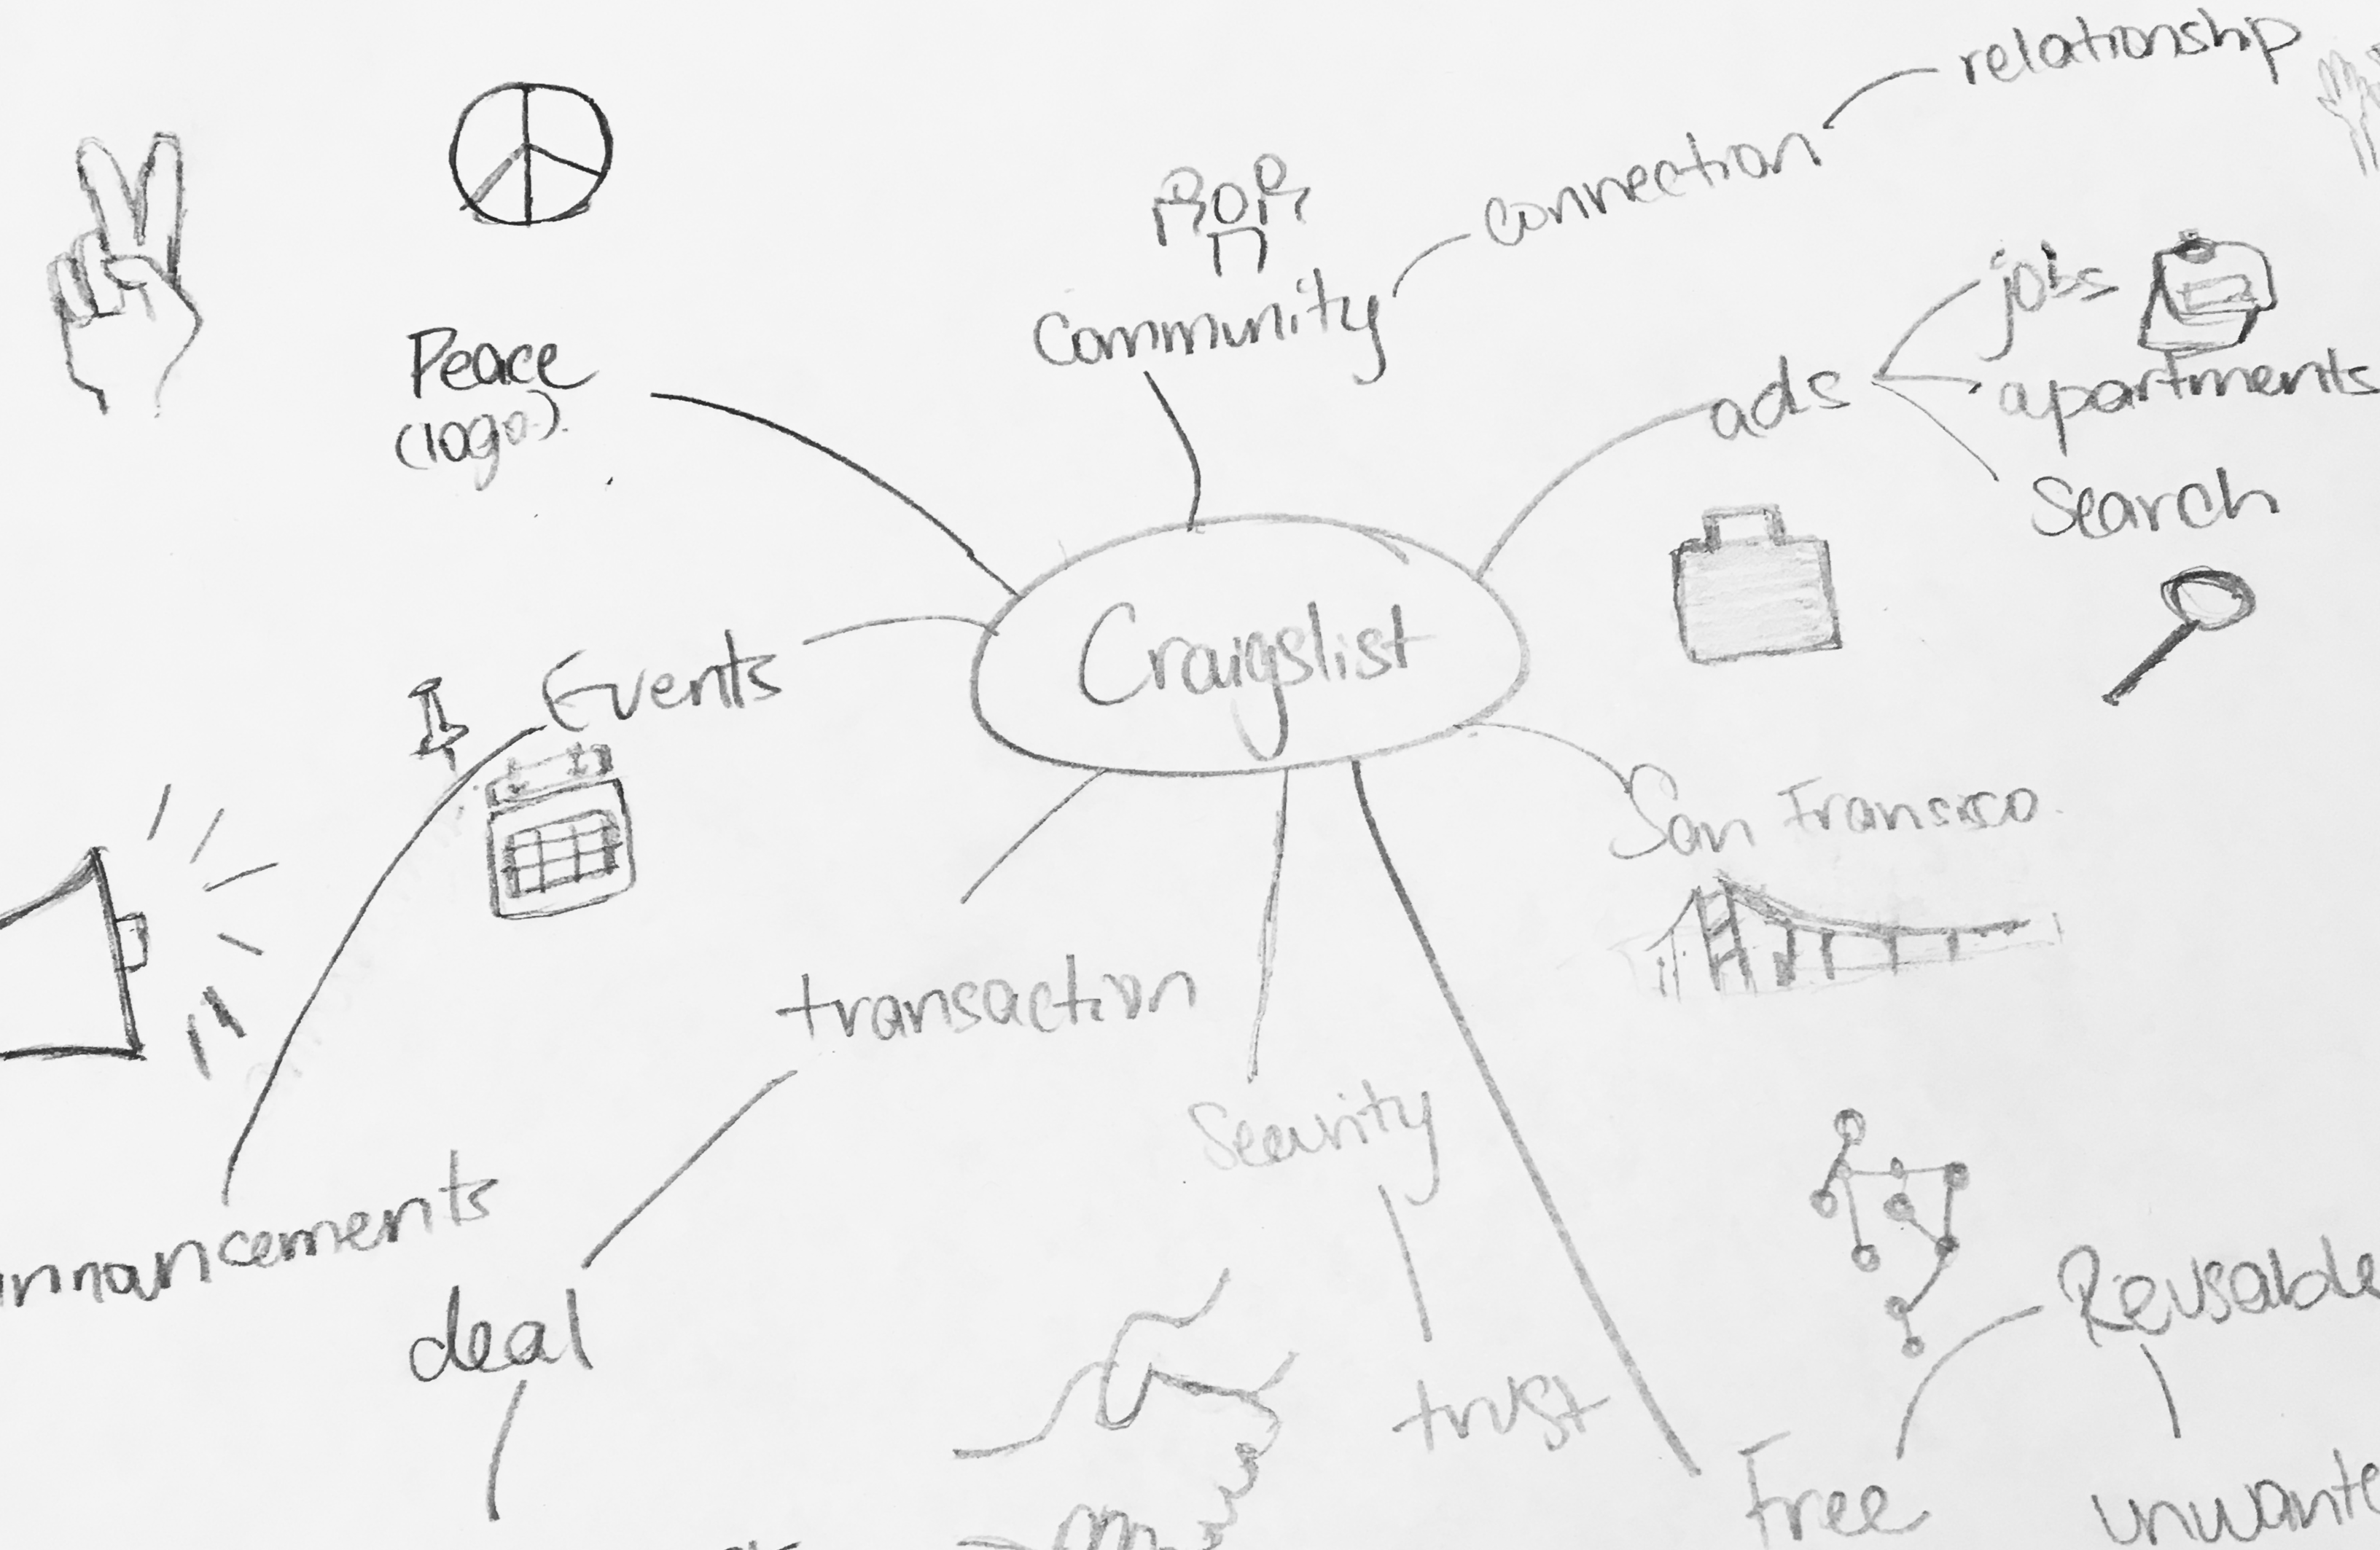 relationship
connection
Community
jobs
Peace
(logo).
ads
apartments
Search
Craigslist
Events
San Fransisco.
transaction
Security
nnouncements
Reusable
deal
trust
Free
unwante